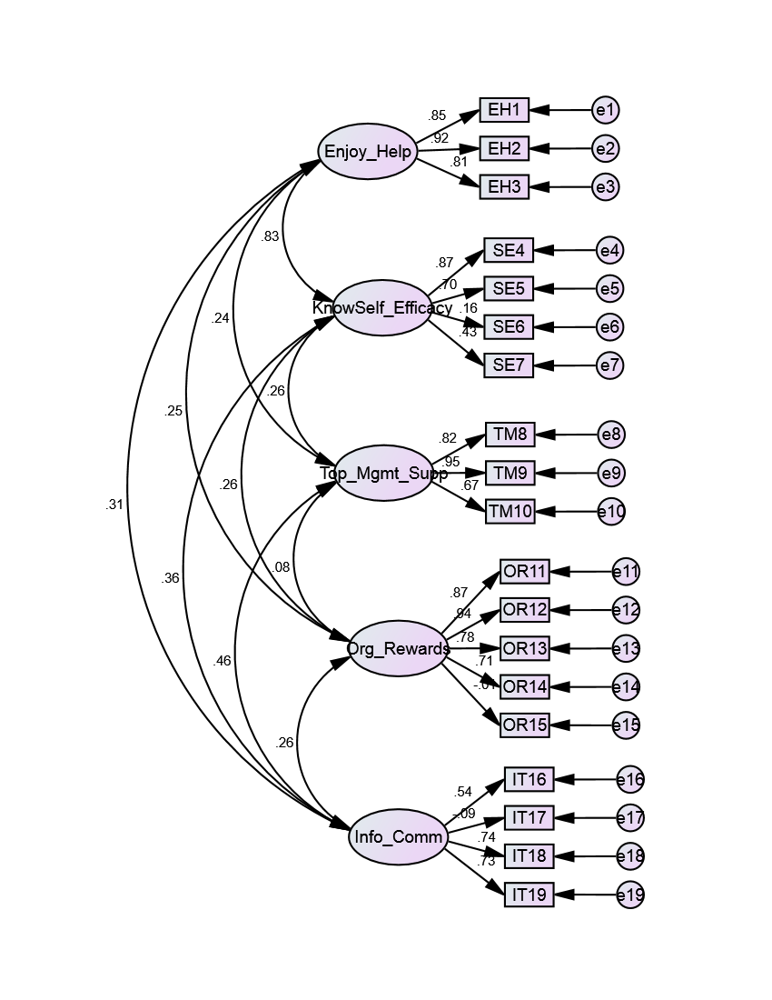 .85
EH1
e1
.92
EH2
e2
Enjoy_Help
.81
EH3
e3
.83
.87
SE4
e4
.70
SE5
e5
KnowSelf_Efficacy
.16
SE6
e6
.24
.43
SE7
e7
.26
.25
.82
TM8
e8
.95
TM9
e9
Top_Mgmt_Supp
.67
TM10
e10
.26
.31
.08
.36
.87
OR11
e11
.94
OR12
e12
Org_Rewards
.78
OR13
e13
.71
OR14
e14
-.01
OR15
e15
.46
.26
.54
IT16
e16
-.09
IT17
e17
Info_Comm
.74
IT18
e18
.73
IT19
e19